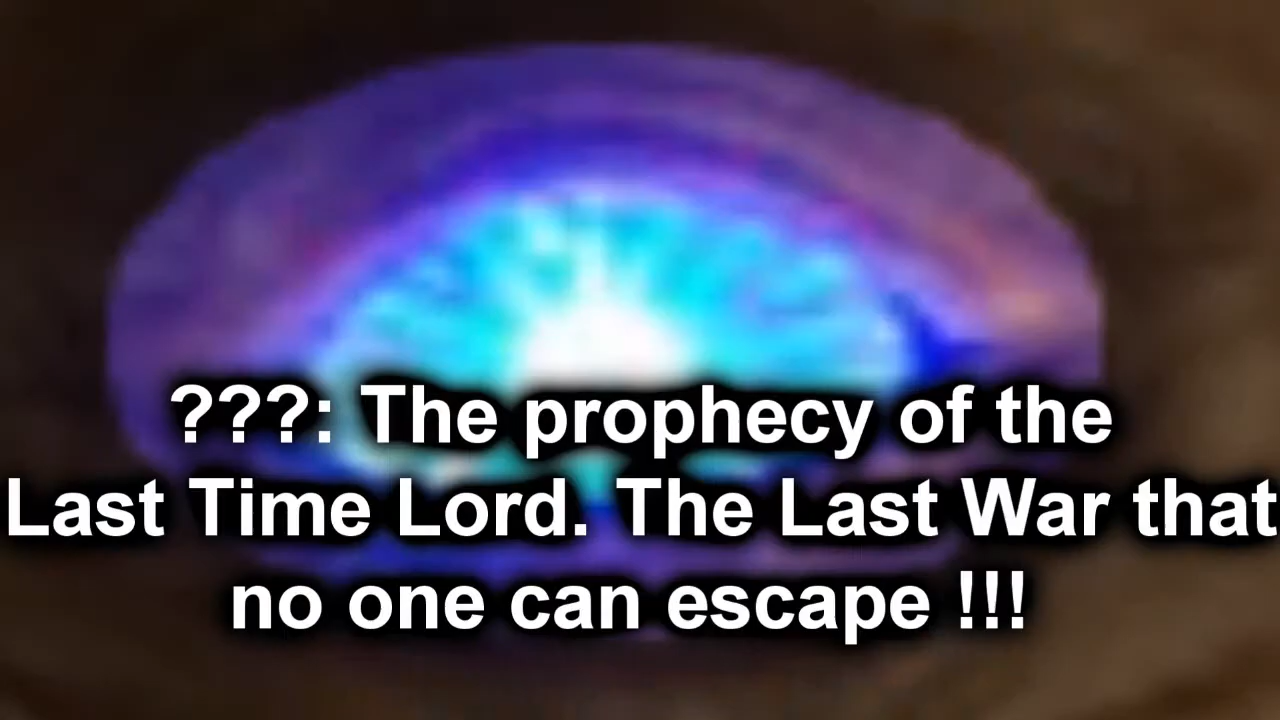 ???: The prophecy of the
Last Time Lord. The Last War that
no one can escape !!!